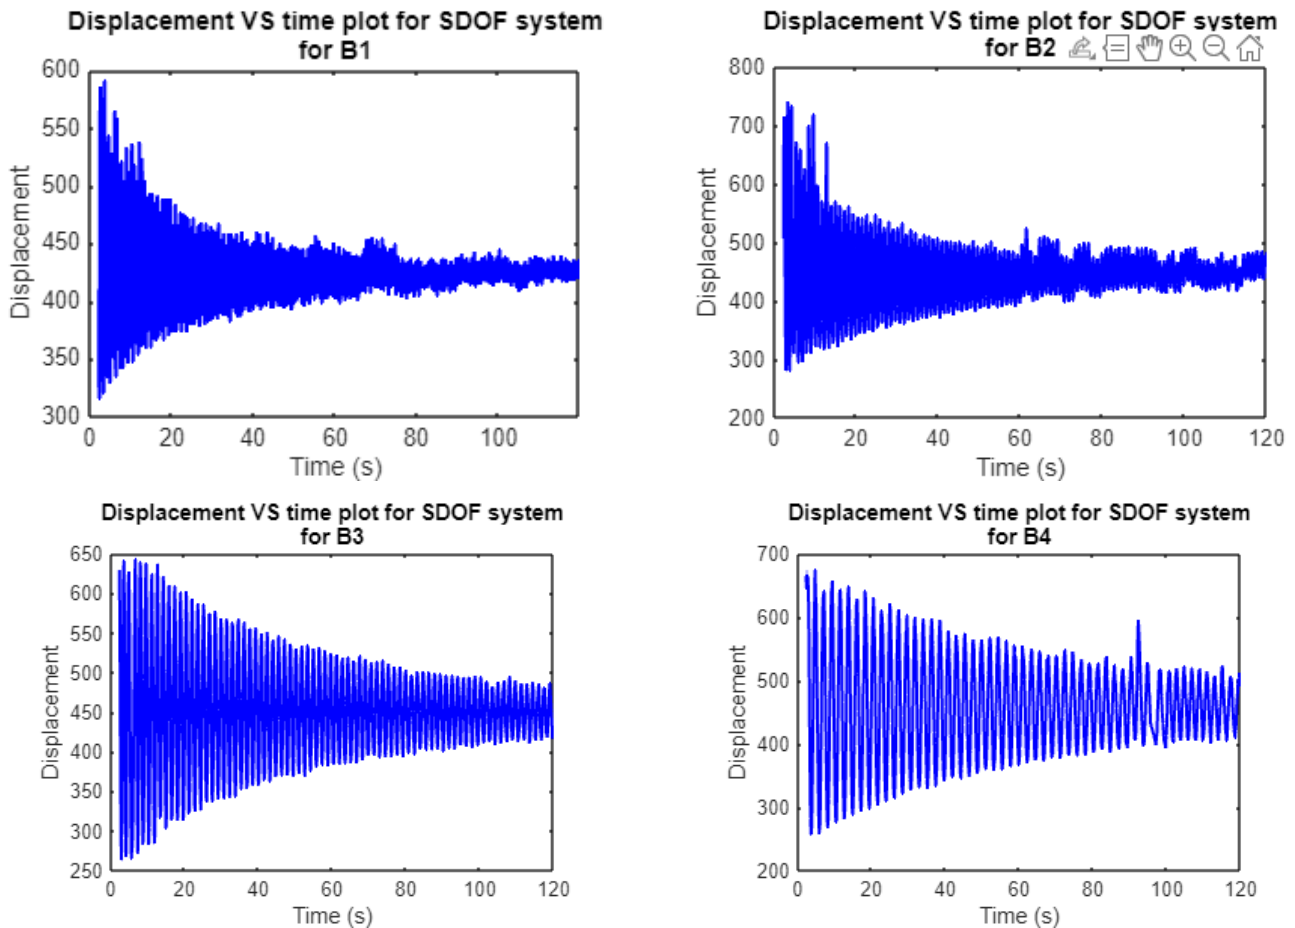 Displacement VS time plot for SDOF system
for B1
600
550
500
450
400
350
300
Displacement
0 20 40 60 80 100
Time (s)
Displacement VS time plot for SDOF system
for B2
800
700
600
500
400
300
200
Displacement
0 20 40 60 80 100 120
Time (s)
Displacement VS time plot for SDOF system
for B3
650
600
550
500
450
400
350
300
250
Displacement
0 20 40 60 80 100 120
Time (s)
Displacement VS time plot for SDOF system
for B4
700
600
500
400
300
200
Displacement
0 20 40 60 80 100 120
Time (s)